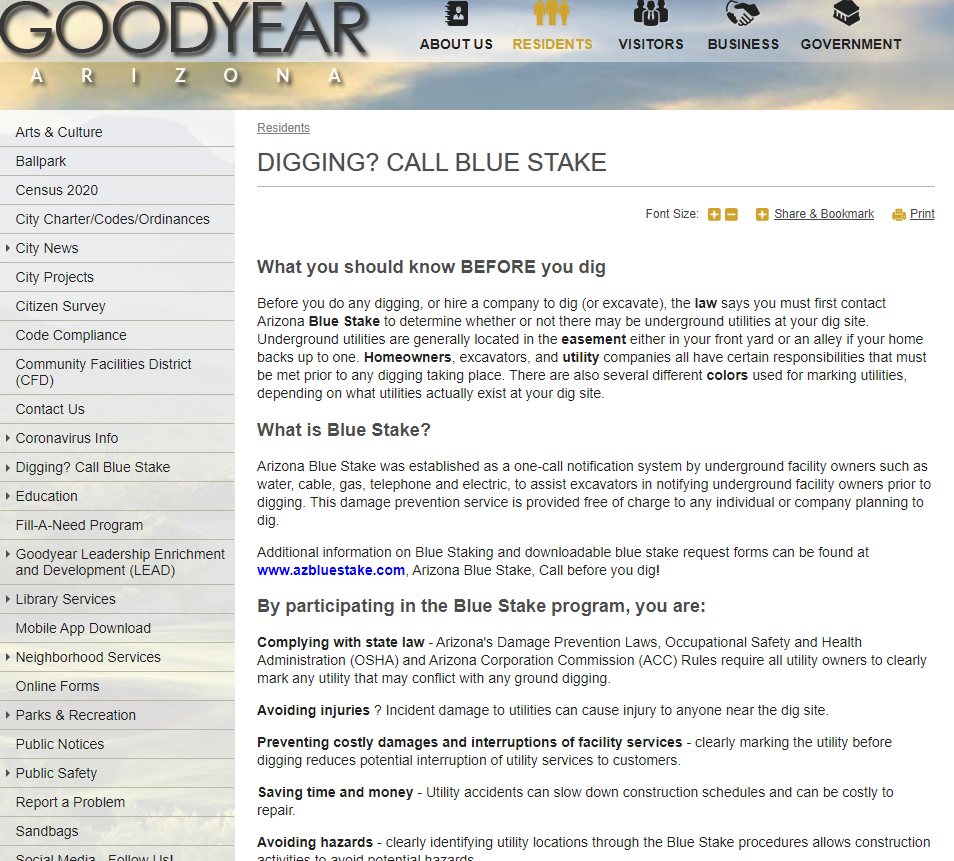 GOODYEAR
ARIZONA
ABOUT US
RESIDENTS
VISITORS
BUSINESS
GOVERNMENT
Arts & Culture
Ballpark
Census 2020
City Charter/Codes/Ordinances
City News
City Projects
Citizen Survey
Code Compliance
Community Facilities District
(CFD)
Contact Us
Coronavirus Info
Digging? Call Blue Stake
Education
Fill-A-Need Program
Goodyear Leadership Enrichment
and Development (LEAD)
Library Services
Mobile App Download
Neighborhood Services
Online Forms
Parks & Recreation
Public Notices
Public Safety
Report a Problem
Sandbags
Social Media - Follow Us!
Residents
DIGGING? CALL BLUE STAKE
Font Size: Share & Bookmark Print
What you should know BEFORE you dig
Before you do any digging, or hire a company to dig (or excavate), the law says you must first contact
Arizona Blue Stake to determine whether or not there may be underground utilities at your dig site.
Underground utilities are generally located in the easement either in your front yard or an alley if your home
backs up to one. Homeowners, excavators, and utility companies all have certain responsibilities that must
be met prior to any digging taking place. There are also several different colors used for marking utilities,
depending on what utilities actually exist at your dig site.
What is Blue Stake?
Arizona Blue Stake was established as a one-call notification system by underground facility owners such as
water, cable, gas, telephone and electric, to assist excavators in notifying underground facility owners prior to
digging. This damage prevention service is provided free of charge to any individual or company planning to
dig.
Additional information on Blue Staking and downloadable blue stake request forms can be found at
www.azbluestake.com, Arizona Blue Stake, Call before you dig!
By participating in the Blue Stake program, you are:
Complying with state law - Arizona's Damage Prevention Laws, Occupational Safety and Health
Administration (OSHA) and Arizona Corporation Commission (ACC) Rules require all utility owners to clearly
mark any utility that may conflict with any ground digging.
Avoiding injuries ? Incident damage to utilities can cause injury to anyone near the dig site.
Preventing costly damages and interruptions of facility services - clearly marking the utility before
digging reduces potential interruption of utility services to customers.
Saving time and money - Utility accidents can slow down construction schedules and can be costly to
repair.
Avoiding hazards - clearly identifying utility locations through the Blue Stake procedures allows construction
activities to avoid potential hazards.